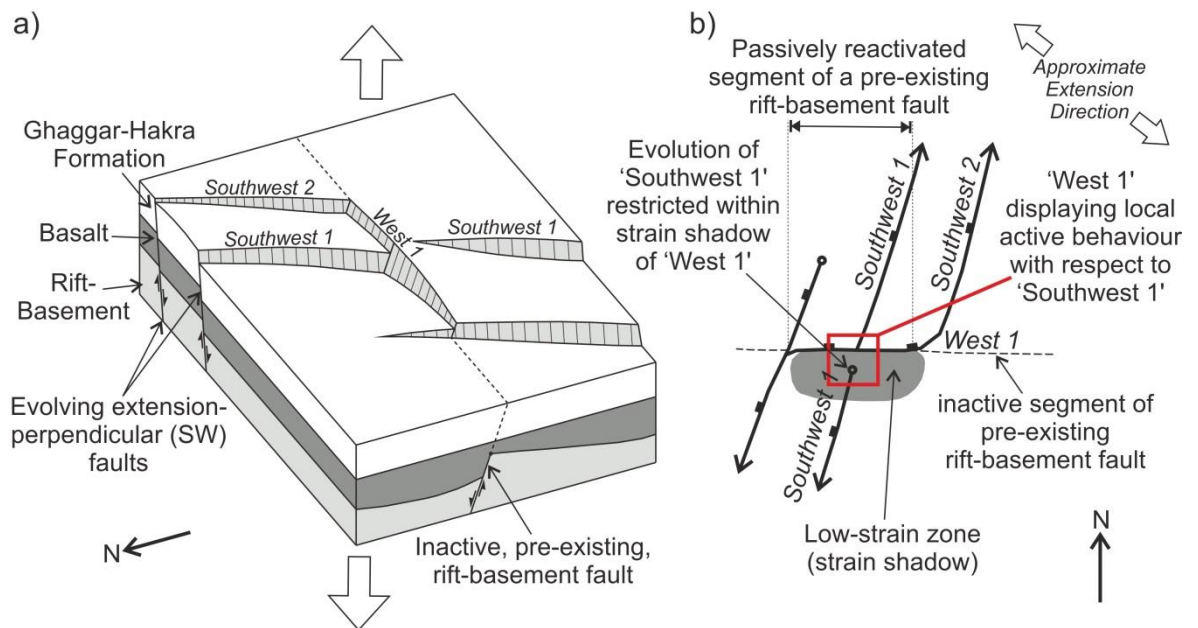 a)
Ghaggar-Hakra
Formation
Basalt
Rift-
Basement
Evolving extension-
perpendicular (SW)
faults
N
Southwest 2
Southwest 1
West 1
Southwest 1
Inactive, pre-existing,
rift-basement fault
b)
Passively reactivated
segment of a pre-existing
rift-basement fault
Approximate
Extension
Direction
Evolution of
‘Southwest 1’
restricted within
strain shadow
of ‘West 1’
Southwest 1
Southwest 2
‘West 1’
displaying local
active behaviour
with respect to
‘Southwest 1’
West 1
Southwest 1
inactive segment of
pre-existing
rift-basement fault
Low-strain zone
(strain shadow)
N